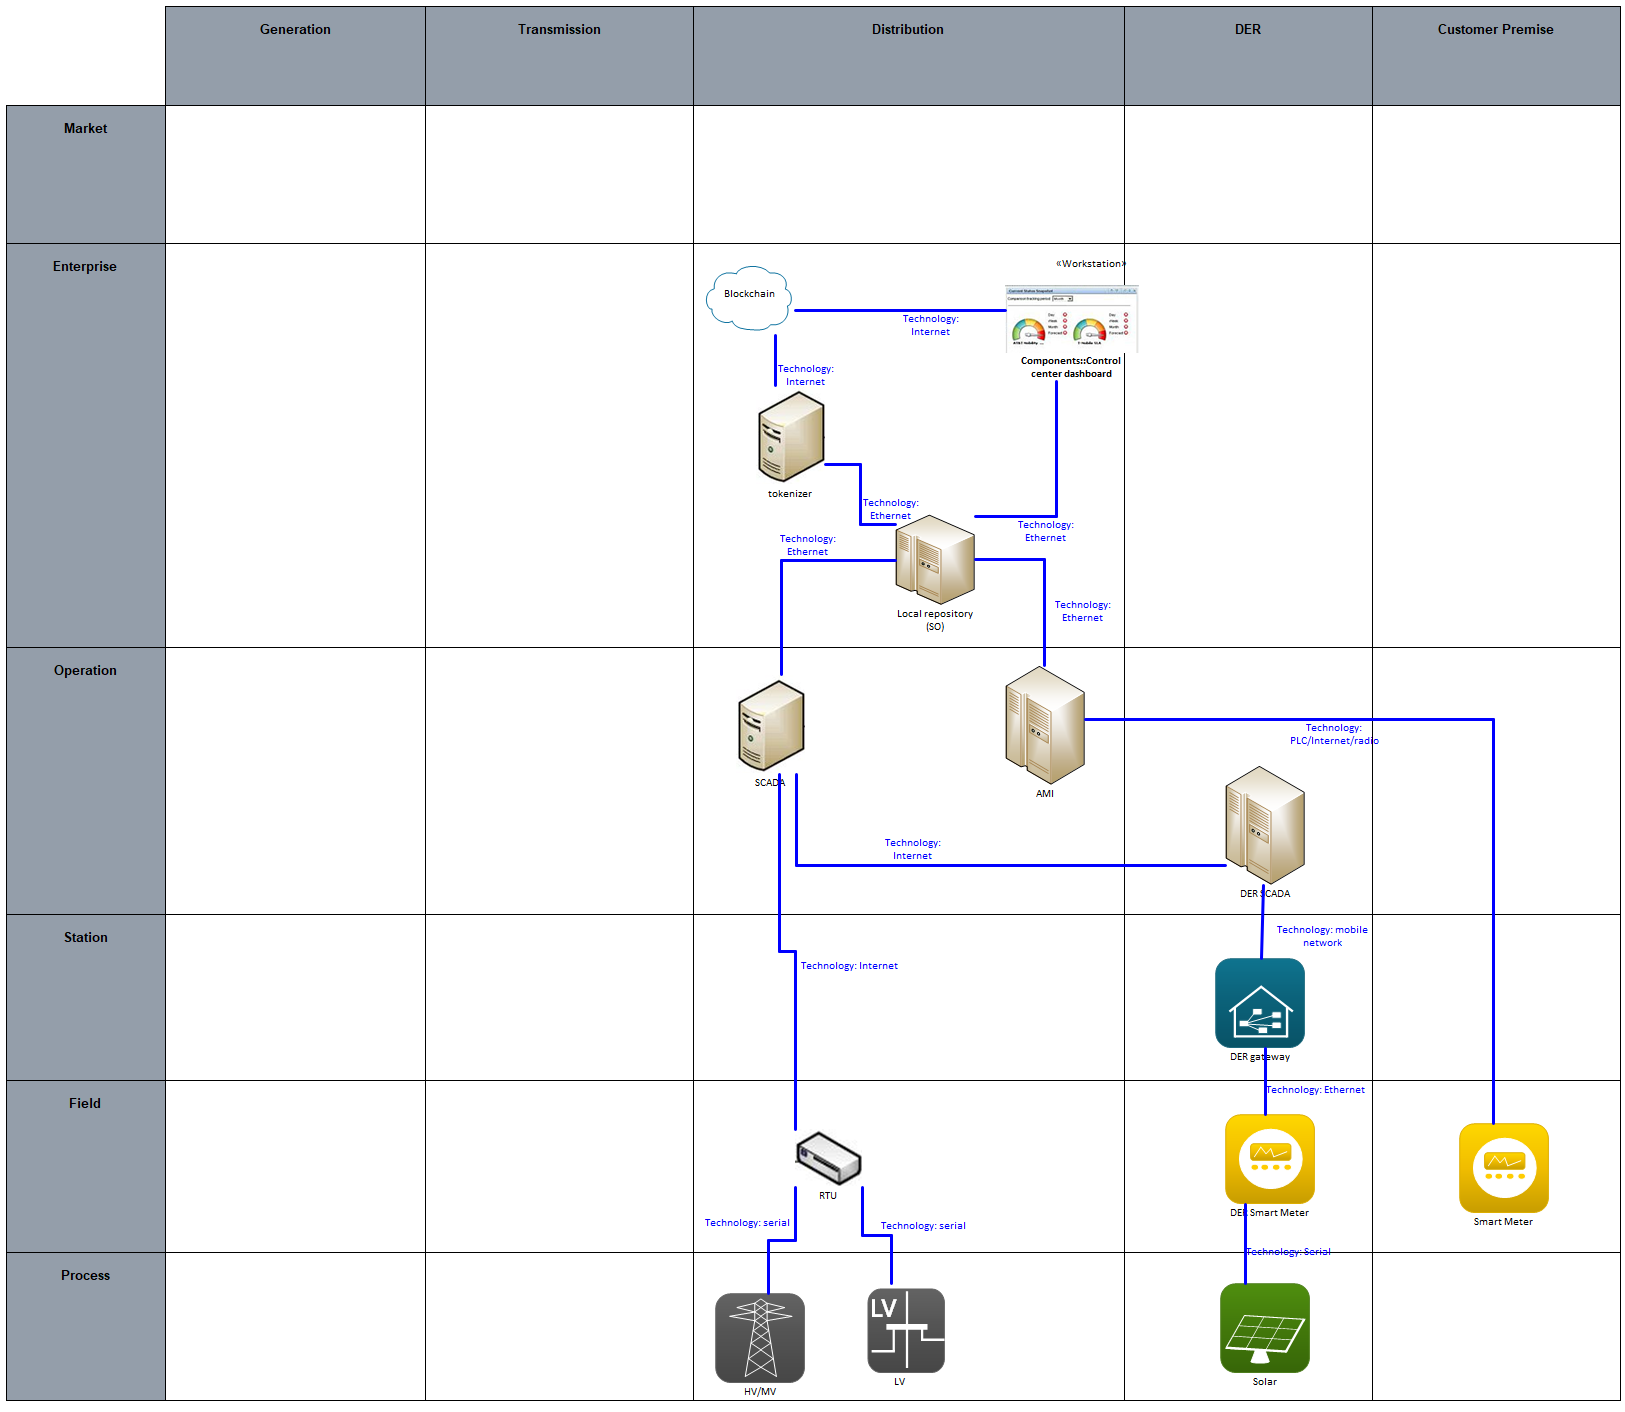 Generation
Transmission
Distribution
DER
Customer Premise
Market
Enterprise
«Workstation»
Blockchain
Current Status Snapshot
Technology:
Internet
Components::Control
center dashboard
Technology:
Internet
tokenizer
Technology:
Ethernet
Technology:
Ethernet
Technology:
Ethernet
Local repository
(SO)
Technology:
Ethernet
Operation
SCADA
AMI
Technology:
PLC/Internet/radio
Technology:
Internet
DER SCADA
Station
Technology: mobile
network
Technology: Internet
DER gateway
Field
Technology: Ethernet
RTU
DER Smart Meter
Smart Meter
Technology: serial
Technology: serial
Technology: Serial
Process
LV
HV/MV
LV
Solar